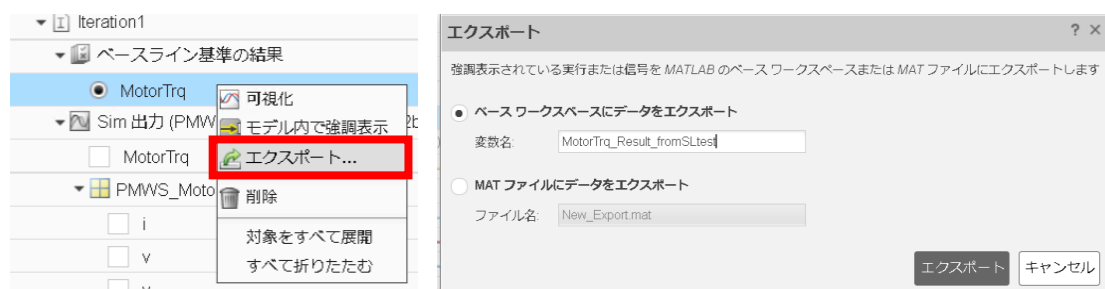 Iteration1
ベースライン基準の結果
MotorTrq
Sim 出力 (PMW
MotorTrq
PMWS_Moto
i
v
可視化
モデル内で強調表示
エクスポート...
削除
対象をすべて展開
すべて折りたたむ
エクスポート
? ×
強調表示されている実行または信号を MATLAB のベース ワークスペースまたは MAT ファイルにエクスポートします
ベース ワークスペースにデータをエクスポート
変数名: MotorTrq_Result_fromSLtest
MAT ファイルにデータをエクスポート
ファイル名: New_Export.mat
エクスポート キャンセル